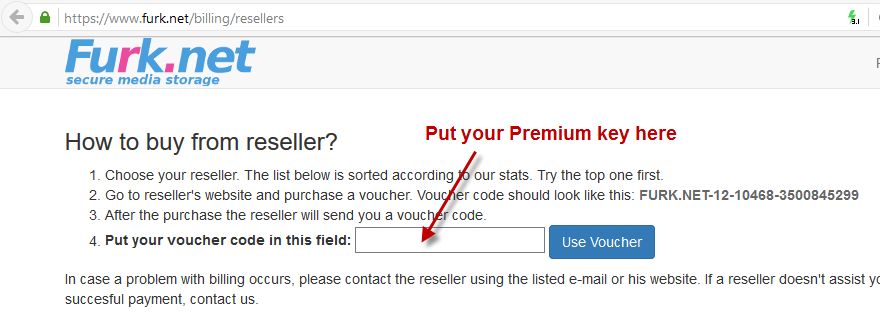 https://www.furk.net/billing/resellers
Furk.net
secure media storage
How to buy from reseller?
Put your Premium key here
1. Choose your reseller. The list below is sorted according to our stats. Try the top one first.
2. Go to reseller's website and purchase a voucher. Voucher code should look like this: FURK.NET-12-10468-3500845299
3. After the purchase the reseller will send you a voucher code.
4. Put your voucher code in this field: Use Voucher
In case a problem with billing occurs, please contact the reseller using the listed e-mail or his website. If a reseller doesn't assist
succesful payment, contact us.